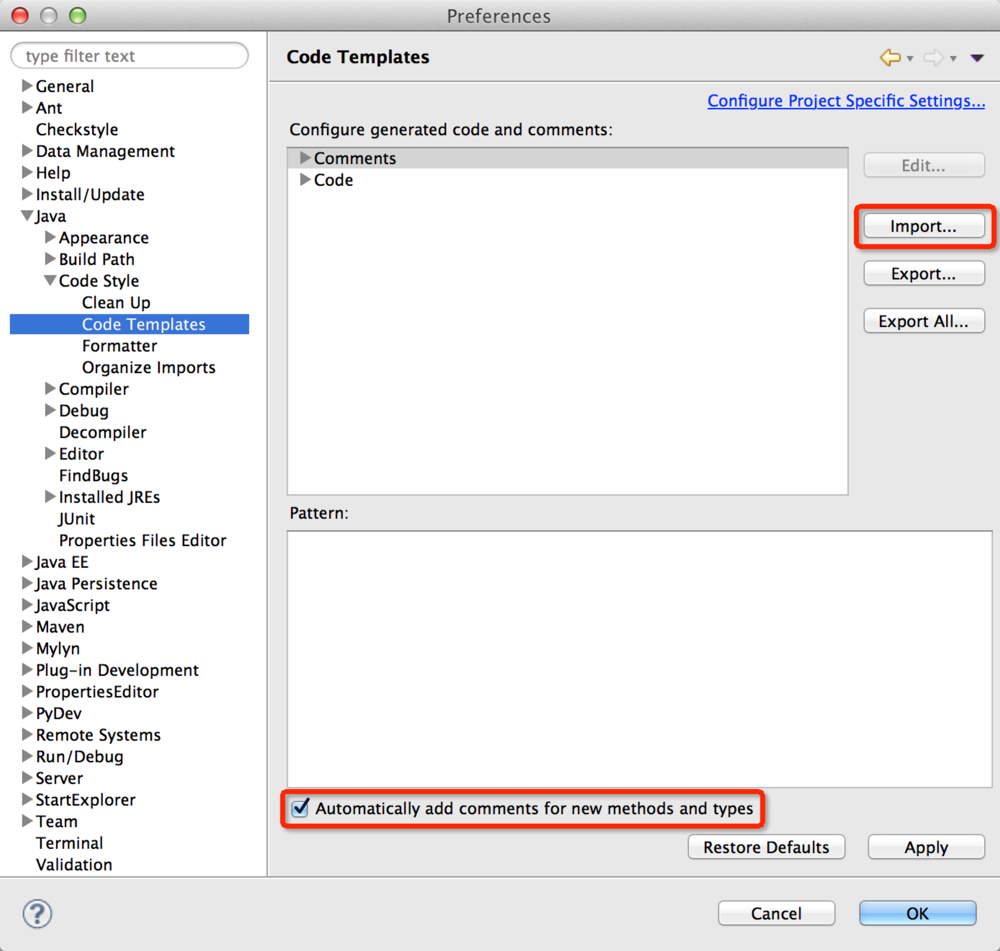 Preferences
type filter text
General
Ant
Checkstyle
Data Management
Help
Install/Update
Java
Appearance
Build Path
Code Style
Clean Up
Code Templates
Formatter
Organize Imports
Compiler
Debug
Decompiler
Editor
FindBugs
Installed JREs
JUnit
Properties Files Editor
Java EE
Java Persistence
JavaScript
Maven
Mylyn
Plug-in Development
PropertiesEditor
PyDev
Remote Systems
Run/Debug
Server
StartExplorer
Team
Terminal
Validation
Code Templates
Configure Project Specific Settings...
Configure generated code and comments:
Comments
Code
Edit...
Import...
Export...
Export All...
Pattern:
Automatically add comments for new methods and types
Restore Defaults
Apply
?
Cancel
OK